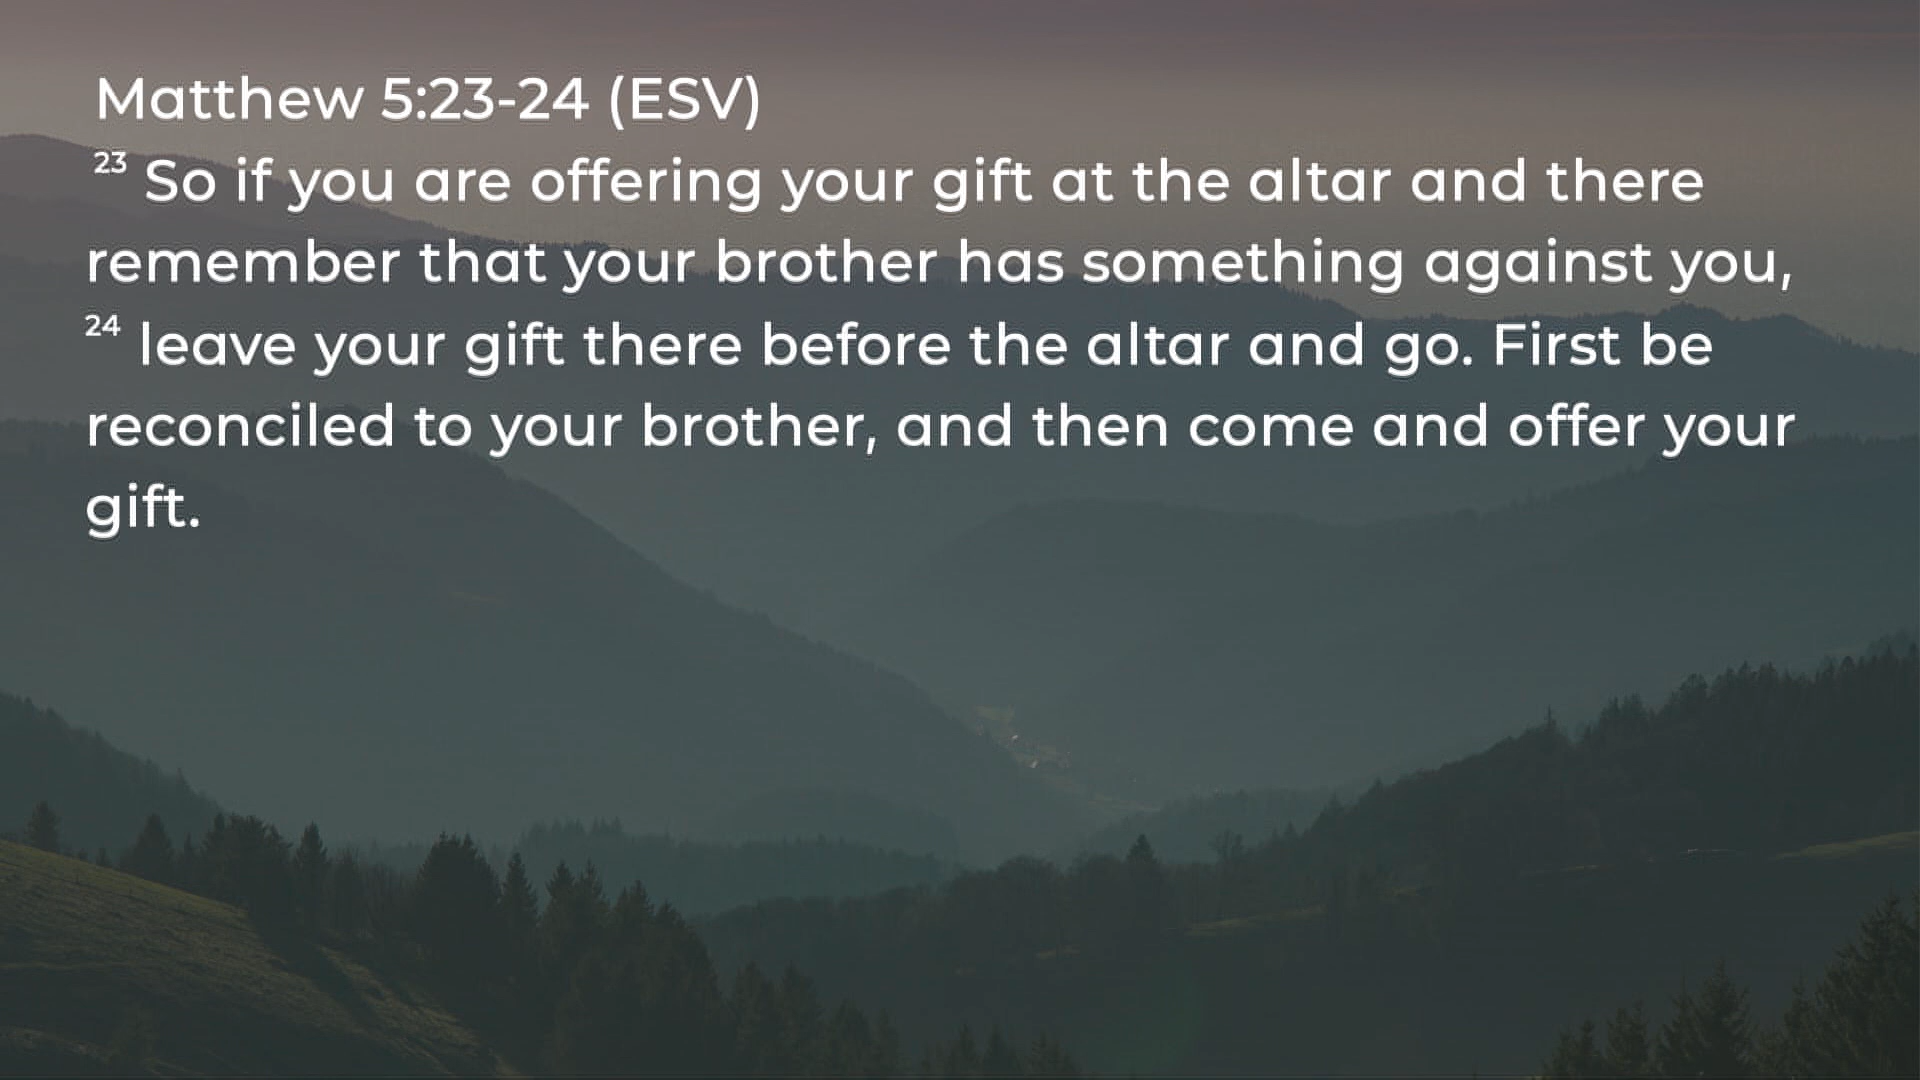 Matthew 5:23-24 (ESV)
23 So if you are offering your gift at the altar and there
remember that your brother has something against you,
24 leave your gift there before the altar and go. First be
reconciled to your brother, and then come and offer your
gift.